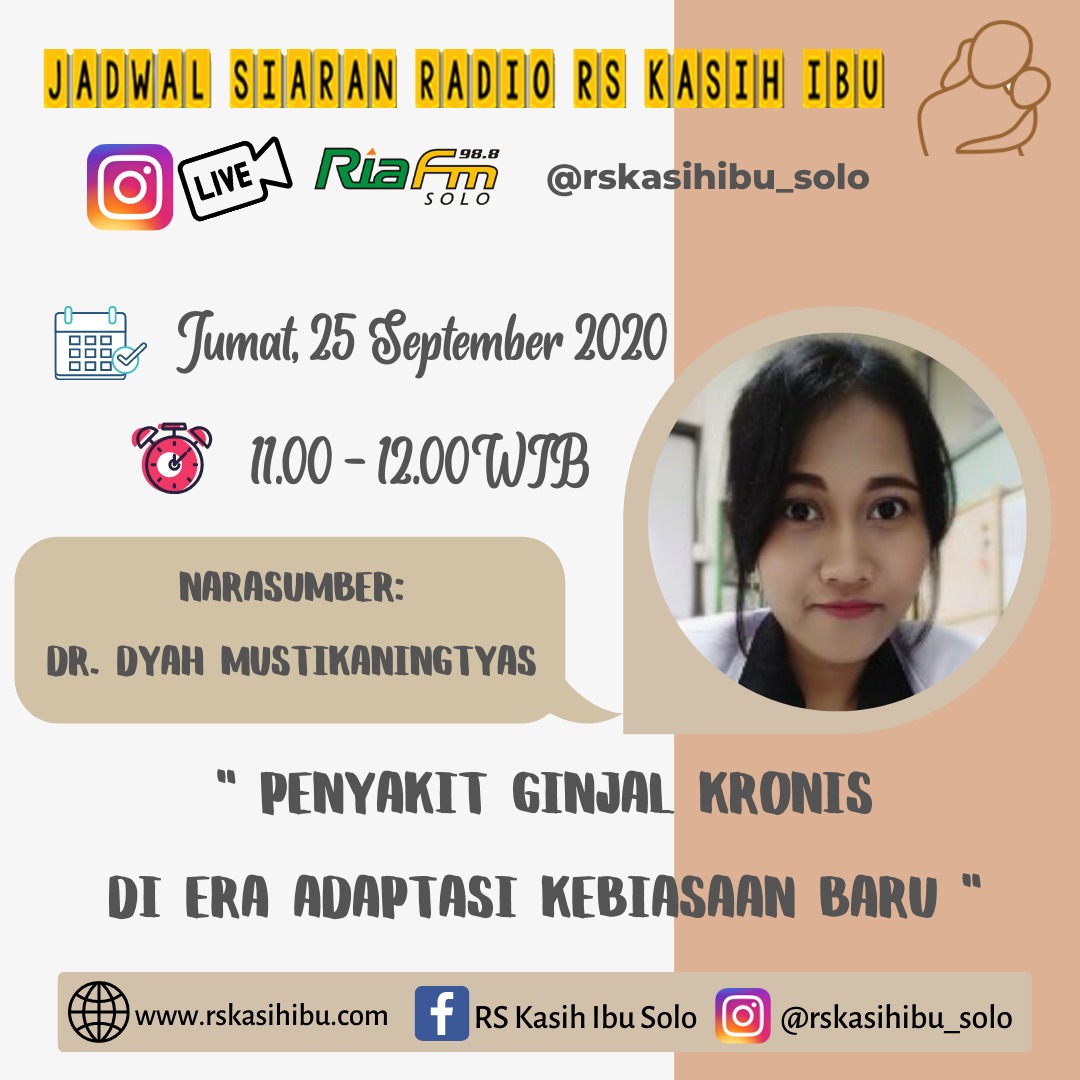 JADWAL SIARAN RADIO RS KASIH IBU
LIVE
Ria fm 98.8
SOLO
@rskasihibu_solo
Jumat, 25 September 2020
11.00 - 12.00 WIB
NARASUMBER:
DR. DYAH MUSTIKANINGTYAS
" PENYAKIT GINJAL KRONIS
DI ERA ADAPTASI KEBIASAAN BARU "
www.rskasihibu.com
RS Kasih Ibu Solo
@rskasihibu_solo